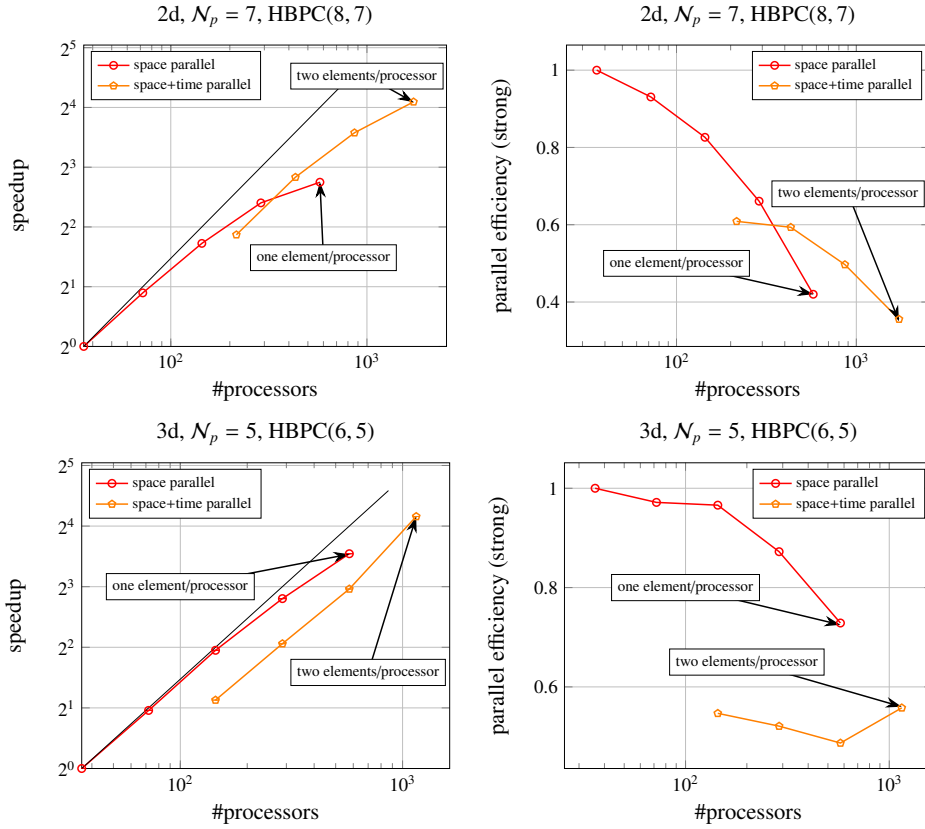 2d, 𝒩p = 7, HBPC(8, 7)
2^5
2^4
2^3
2^2
2^1
2^0
speedup
space parallel
space+time parallel
two elements/processor
one element/processor
10^2
10^3
#processors
2d, 𝒩p = 7, HBPC(8, 7)
1
0.8
0.6
0.4
parallel efficiency (strong)
space parallel
space+time parallel
two elements/processor
one element/processor
10^2
10^3
#processors
3d, 𝒩p = 5, HBPC(6, 5)
2^5
2^4
2^3
2^2
2^1
2^0
speedup
space parallel
space+time parallel
one element/processor
two elements/processor
10^2
10^3
#processors
3d, 𝒩p = 5, HBPC(6, 5)
1
0.8
0.6
parallel efficiency (strong)
space parallel
space+time parallel
one element/processor
two elements/processor
10^2
10^3
#processors